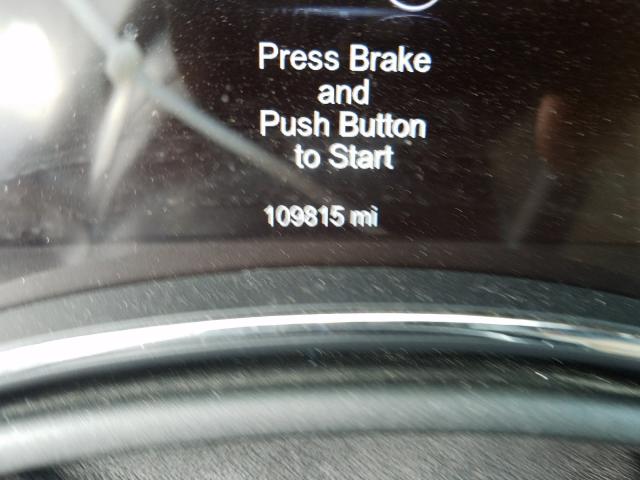 Press Brake
and
Push Button
to Start
109815 mi